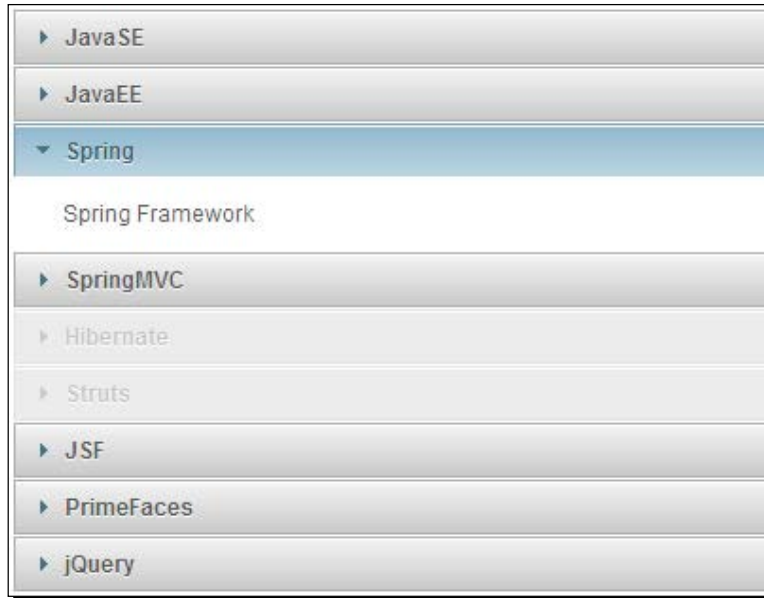 JavaSE
JavaEE
Spring
Spring Framework
SpringMVC
Hibernate
Struts
JSF
PrimeFaces
jQuery